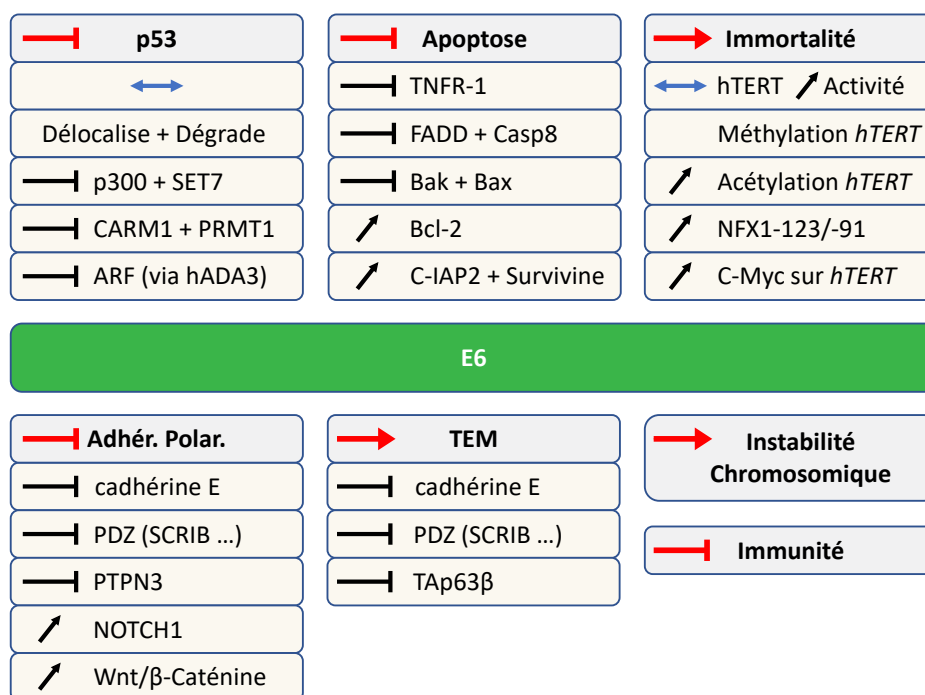 p53
Délocalise + Dégrade
p300 + SET7
CARM1 + PRMT1
ARF (via hADA3)
Apoptose
TNFR-1
FADD + Casp8
Bak + Bax
Bcl-2
C-IAP2 + Survivine
Immortalité
hTERT Activité
Méthylation hTERT
Acétylation hTERT
NFX1-123/-91
C-Myc sur hTERT
E6
Adhér. Polar.
cadhérine E
PDZ (SCRIB ...)
PTPN3
NOTCH1
Wnt/β-Caténine
TEM
cadhérine E
PDZ (SCRIB ...)
TAp63β
Instabilité
Chromosomique
Immunité